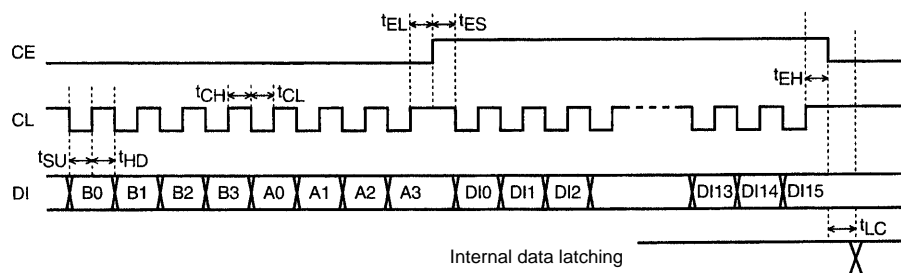 tEL tES
CE
tEH
tCH tCL
CL
tSU tHD
DI B0 B1 B2 B3 A0 A1 A2 A3 DI0 DI1 DI2 DI13 DI14 DI15
tLC
Internal data latching